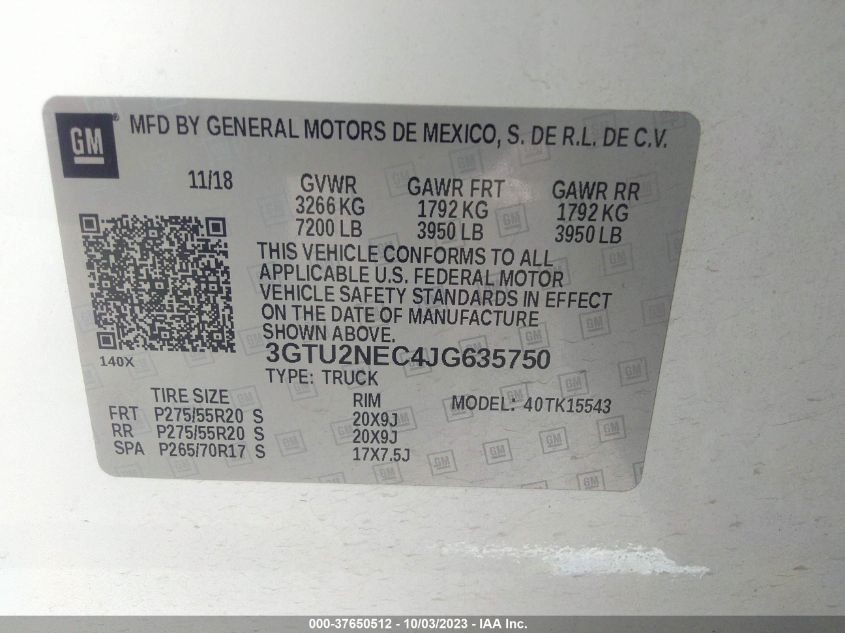 GM ® MFD BY GENERAL MOTORS DE MEXICO, S. DE R.L. DE C.V.
11/18 GVWR GAWR FRT GAWR RR
3266 KG 1792 KG 1792 KG
7200 LB 3950 LB 3950 LB
THIS VEHICLE CONFORMS TO ALL
APPLICABLE U.S. FEDERAL MOTOR
VEHICLE SAFETY STANDARDS IN EFFECT
ON THE DATE OF MANUFACTURE
SHOWN ABOVE.
140X 3GTU2NEC4JG635750
TYPE: TRUCK
TIRE SIZE RIM MODEL: 40TK15543
FRT P275/55R20 S 20X9J
RR P275/55R20 S 20X9J
SPA P265/70R17 S 17X7.5J
000-37650512 - 10/03/2023 - IAA Inc.